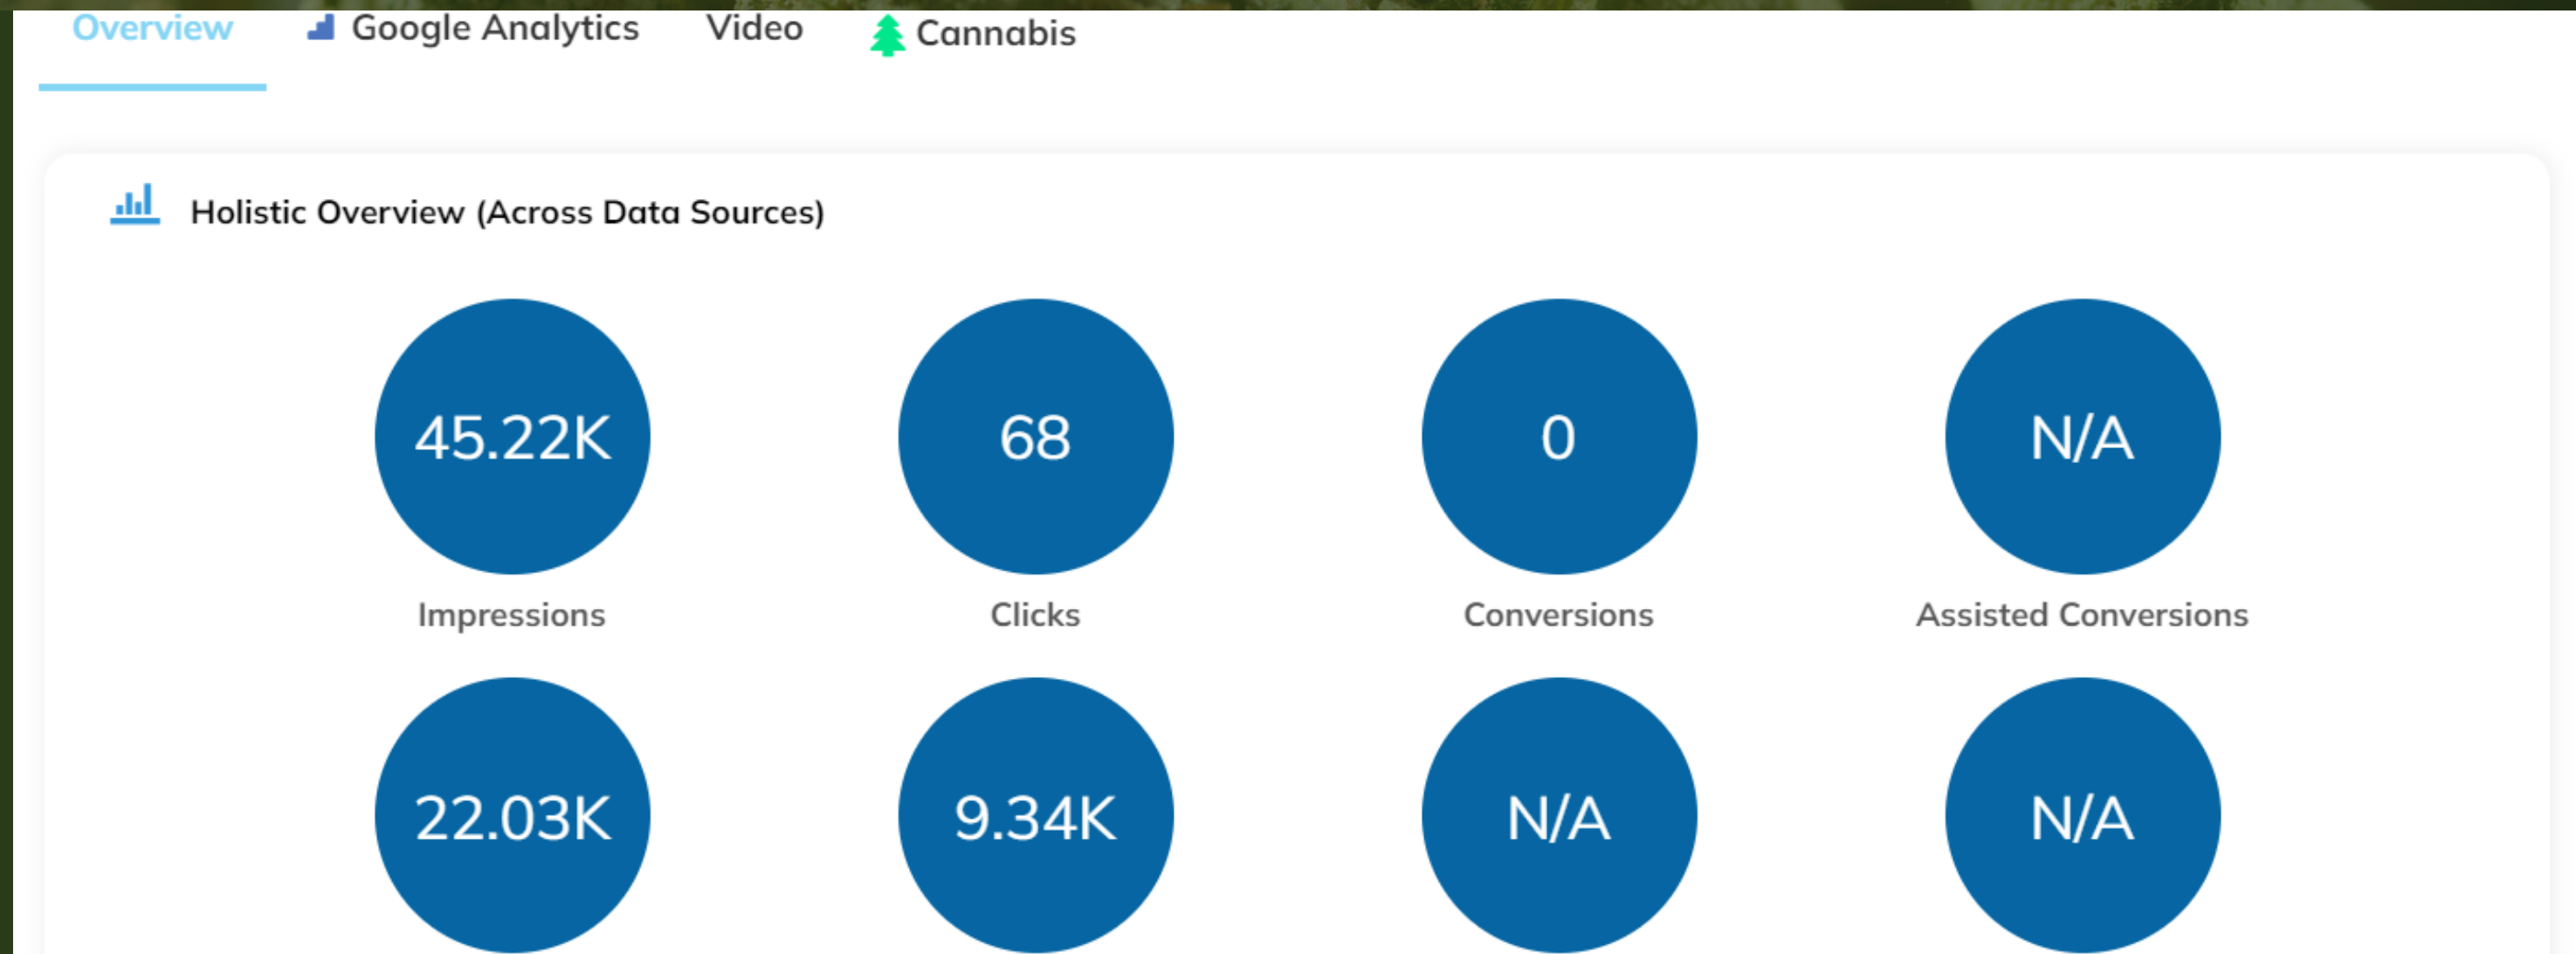 Overview Google Analytics Video Cannabis
Holistic Overview (Across Data Sources)
45.22K 68 0 N/A
Impressions Clicks Conversions Assisted Conversions
22.03K 9.34K N/A N/A